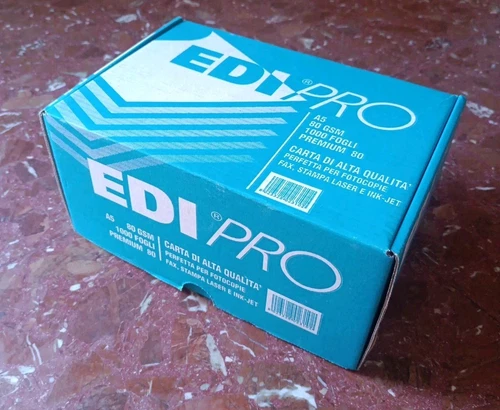 EDI PRO
A5
80 GSM
1000 FOGLI
PREMIUM 80
CARTA DI ALTA QUALITA'
PERFETTA PER FOTOCOPIE
FAX, STAMPA LASER E INK-JET
EDI® PRO
A5
80 GSM
1000 FOGLI
PREMIUM 80
CARTA DI ALTA QUALITA'
PERFETTA PER FOTOCOPIE
FAX, STAMPA LASER E INK-JET